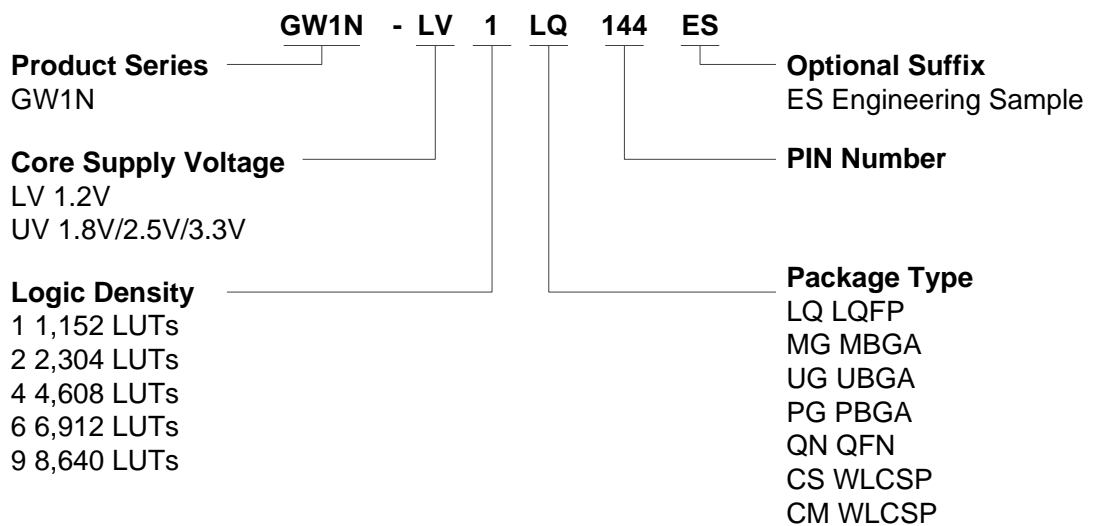 GW1N - LV 1 LQ 144 ES
Product Series
GW1N
Core Supply Voltage
LV 1.2V
UV 1.8V/2.5V/3.3V
Logic Density
1 1,152 LUTs
2 2,304 LUTs
4 4,608 LUTs
6 6,912 LUTs
9 8,640 LUTs
Optional Suffix
ES Engineering Sample
PIN Number
Package Type
LQ LQFP
MG MBGA
UG UBGA
PG PBGA
QN QFN
CS WLCSP
CM WLCSP